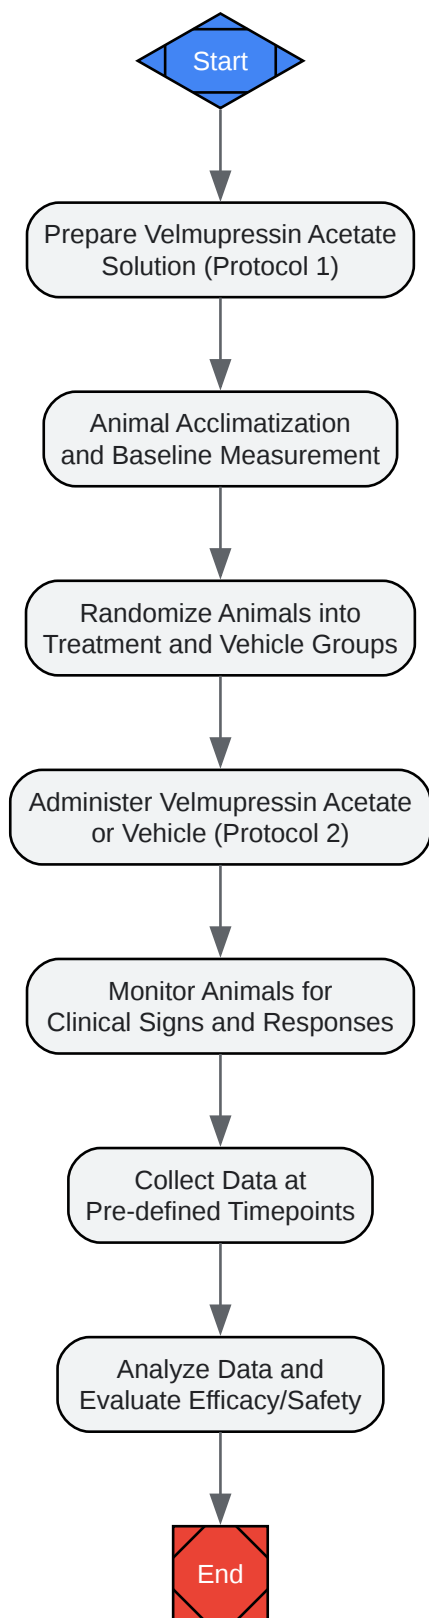 Start
Prepare Velmupressin Acetate
Solution (Protocol 1)
Animal Acclimatization
and Baseline Measurement
Randomize Animals into
Treatment and Vehicle Groups
Administer Velmupressin Acetate
or Vehicle (Protocol 2)
Monitor Animals for
Clinical Signs and Responses
Collect Data at
Pre-defined Timepoints
Analyze Data and
Evaluate Efficacy/Safety
End